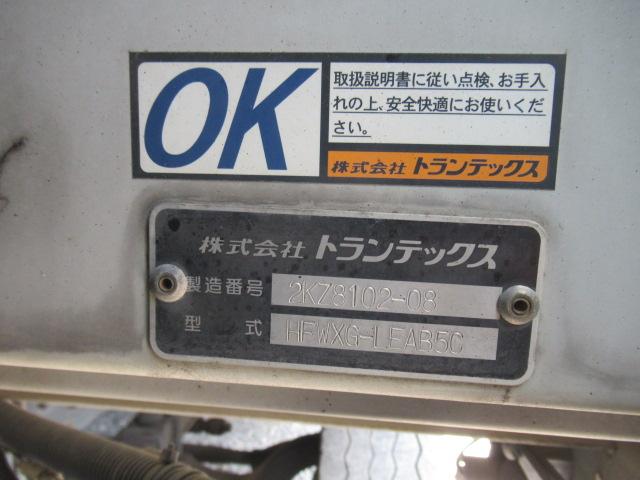 OK
取扱説明書に従い点検、お手入
れの上、安全快適にお使いくだ
さい。
株式会社 トランテックス
株式会社 トランテックス
製造番号 2KZ8102-08
型式 HFWXG-LEAB5C